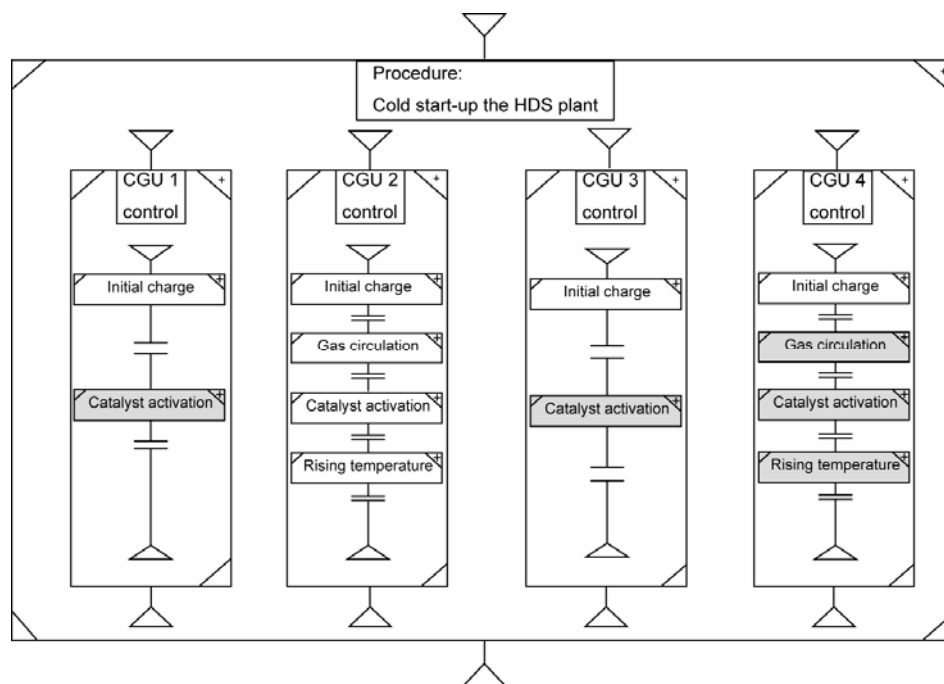 Procedure:
Cold start-up the HDS plant
CGU 1
control
Initial charge
Catalyst activation
CGU 2
control
Initial charge
Gas circulation
Catalyst activation
Rising temperature
CGU 3
control
Initial charge
Catalyst activation
CGU 4
control
Initial charge
Gas circulation
Catalyst activation
Rising temperature